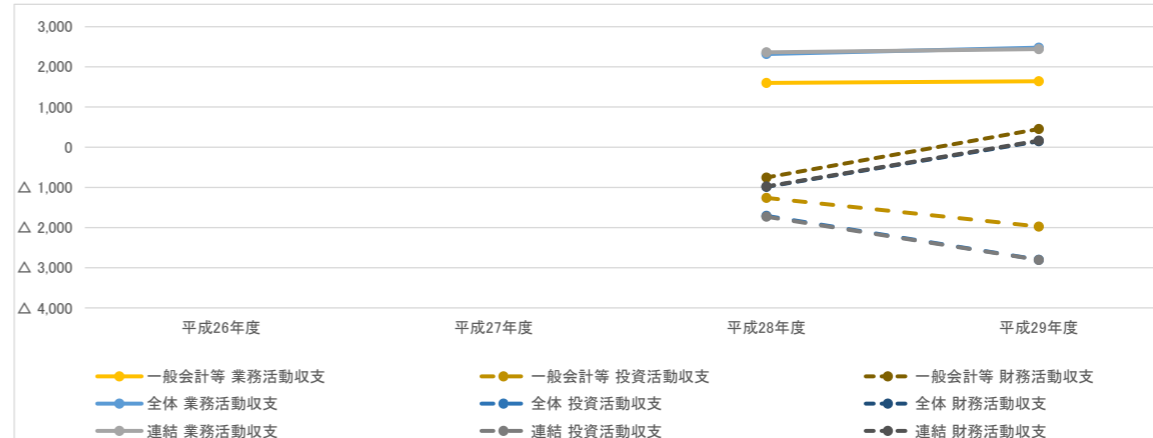 3,000
2,000
1,000
0
△ 1,000
△ 2,000
△ 3,000
△ 4,000
平成26年度 平成27年度 平成28年度 平成29年度
一般会計等 業務活動収支 一般会計等 投資活動収支 一般会計等 財務活動収支
全体 業務活動収支 全体 投資活動収支 全体 財務活動収支
連結 業務活動収支 連結 投資活動収支 連結 財務活動収支